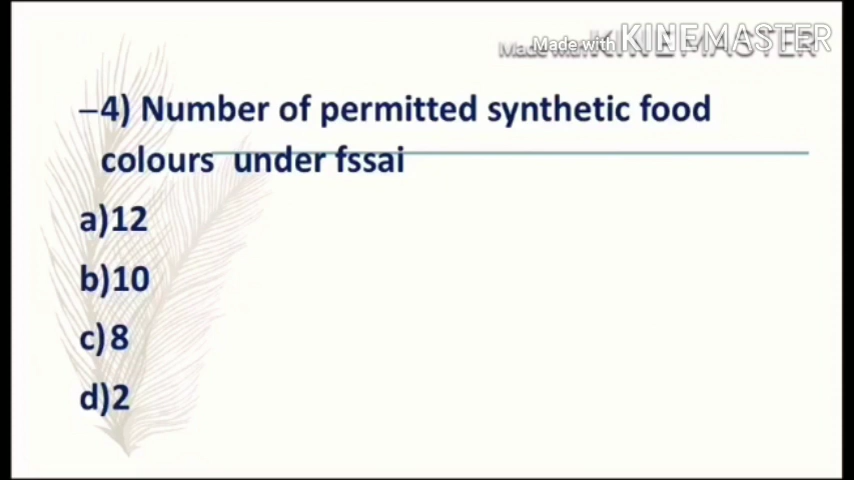 Made with KINEMASTER
–4) Number of permitted synthetic food
colours under fssai
a)12
b)10
c)8
d)2